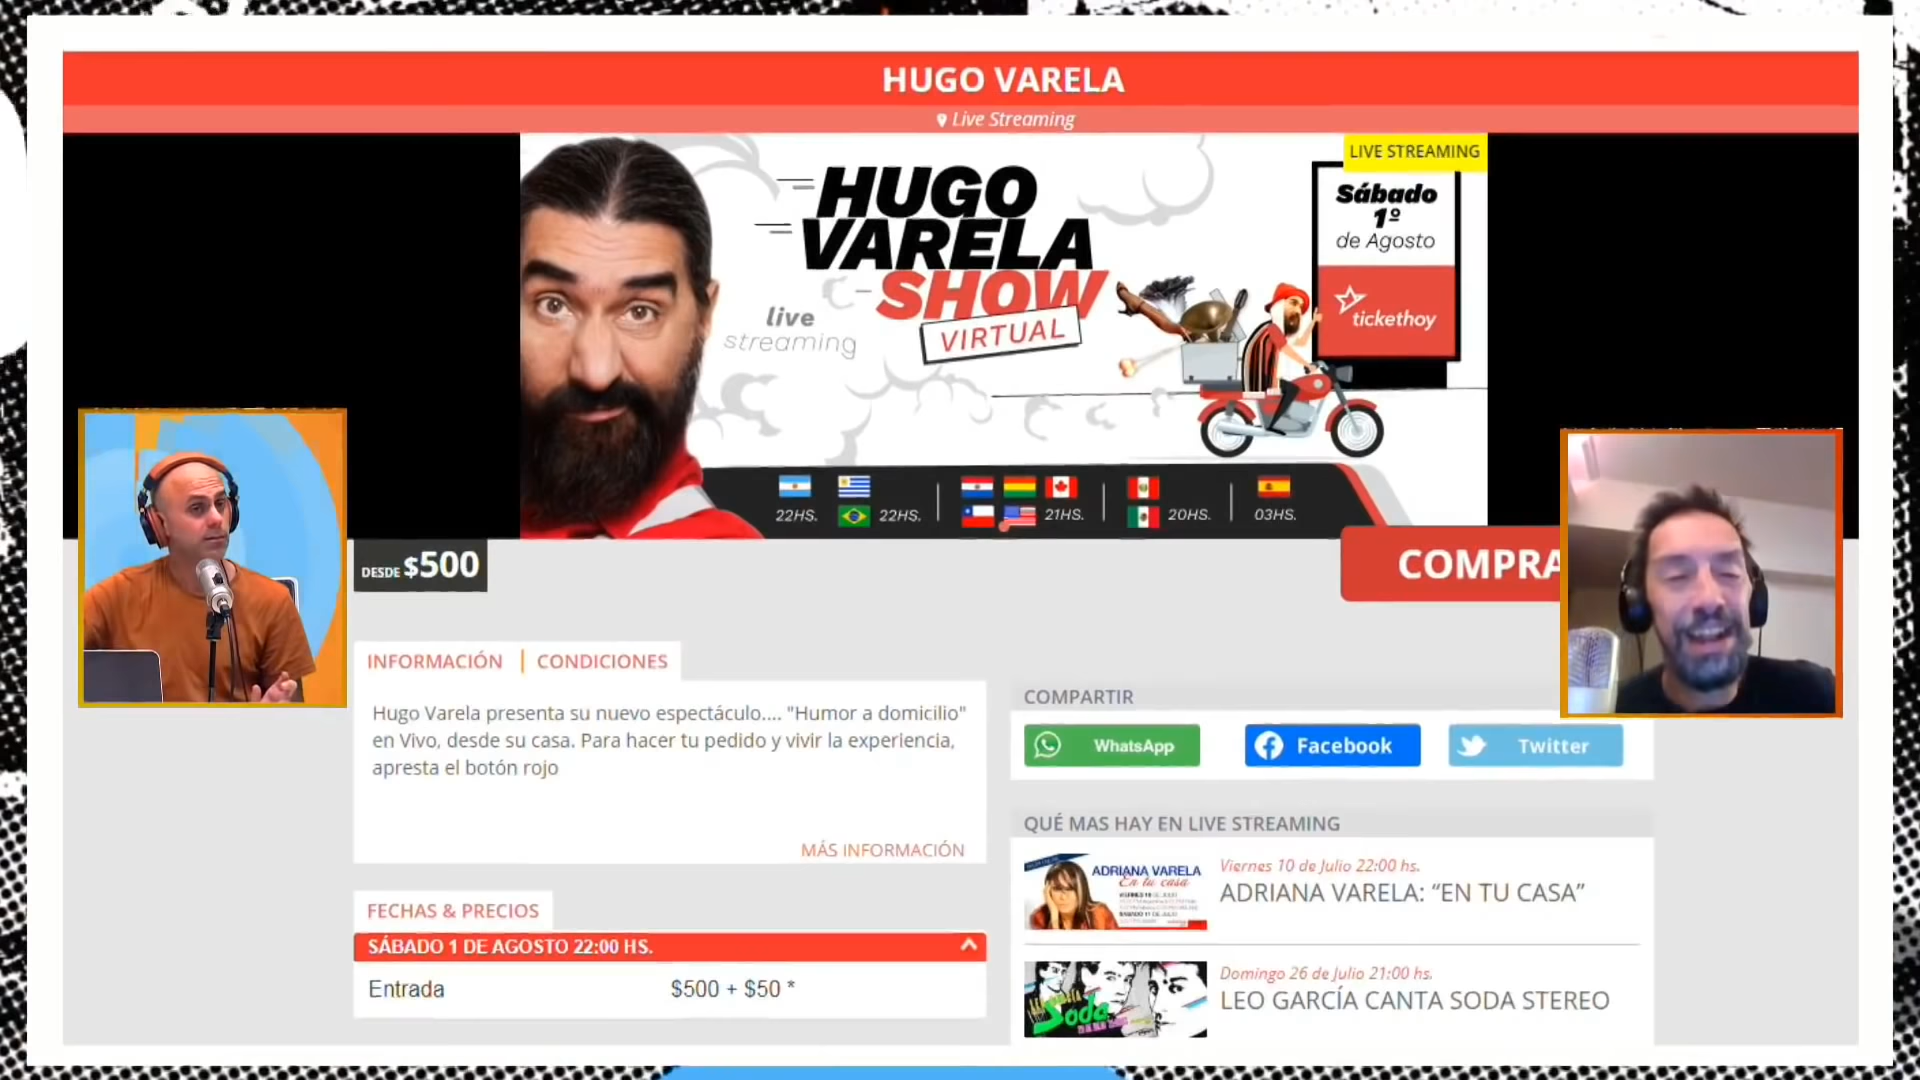 HUGO VARELA
Live Streaming
LIVE STREAMING
HUGO
VARELA
SHOW
VIRTUAL
live
streaming
Sábado
1º
de Agosto
tickethoy
22HS.
22HS.
21HS.
20HS.
03HS.
DESDE $500
COMPRA
INFORMACIÓN | CONDICIONES
Hugo Varela presenta su nuevo espectáculo.... "Humor a domicilio"
en Vivo, desde su casa. Para hacer tu pedido y vivir la experiencia,
apresta el botón rojo
MÁS INFORMACIÓN
FECHAS & PRECIOS
SÁBADO 1 DE AGOSTO 22:00 HS.
Entrada $500 + $50 *
COMPARTIR
WhatsApp
Facebook
Twitter
QUÉ MAS HAY EN LIVE STREAMING
ADRIANA VARELA
En tu casa
Viernes 10 de Julio 22:00 hs.
ADRIANA VARELA: “EN TU CASA”
Soda
Domingo 26 de Julio 21:00 hs.
LEO GARCÍA CANTA SODA STEREO